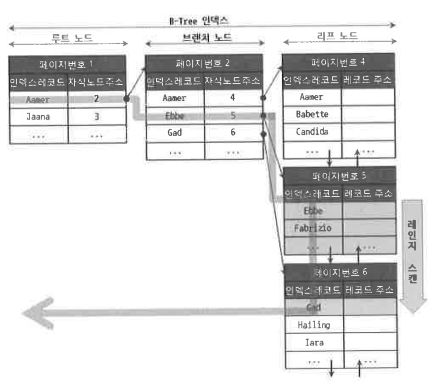 B-Tree 인덱스
루트 노드
브랜치 노드
리프 노드
페이지번호 1
인덱스레코드 자식노드주소
Aamer 2
Jaana 3
... ...
페이지번호 2
인덱스레코드 자식노드주소
Aamer 4
Ebbe 5
Gad 6
... ...
페이지번호 4
인덱스레코드 레코드 주소
Aamer
Babette
Candida
... ...
페이지번호 5
인덱스레코드 레코드 주소
Ebbe
Fabrizio
... ...
페이지번호 6
인덱스레코드 레코드 주소
Gad
Hailing
Iara
... ...
레인지 스캔